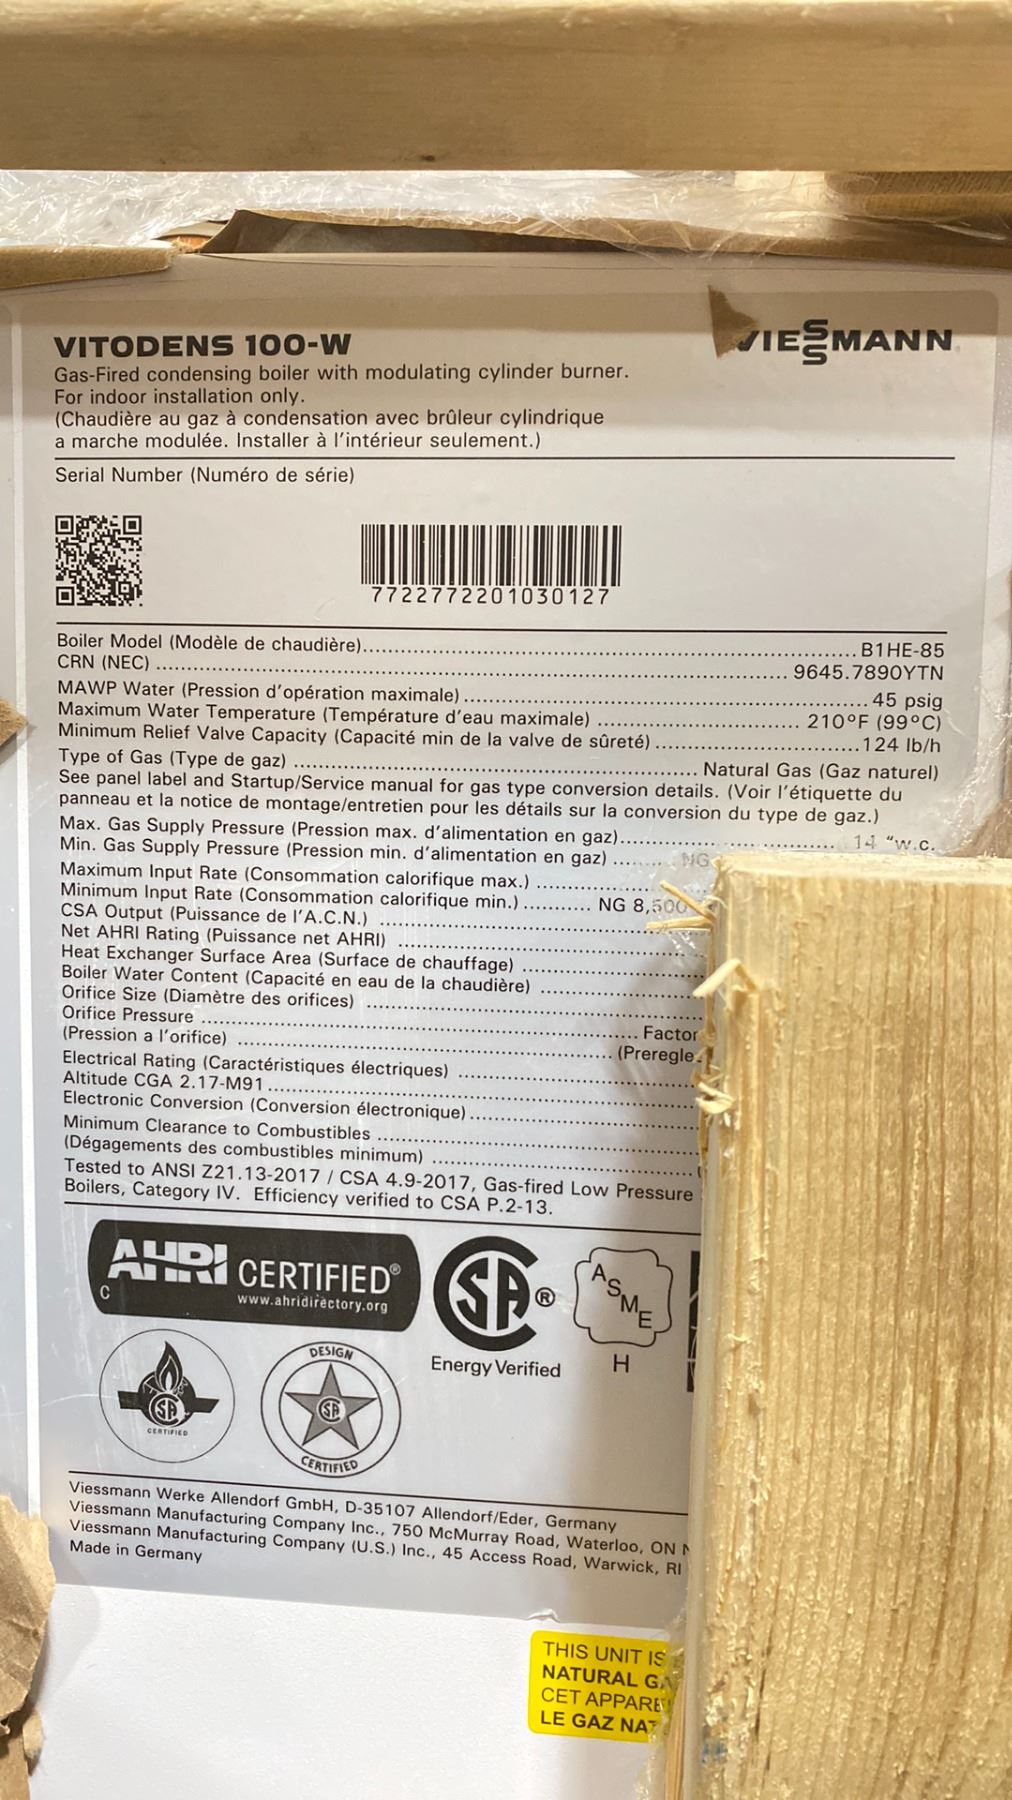 VITODENS 100-W
VIESSMANN
Gas-Fired condensing boiler with modulating cylinder burner.
For indoor installation only.
(Chaudière au gaz à condensation avec brûleur cylindrique
a marche modulée. Installer à l'intérieur seulement.)
Serial Number (Numéro de série)
7722772201030127
Boiler Model (Modèle de chaudière) B1HE-85
CRN (NEC) 9645.7890YTN
MAWP Water (Pression d'opération maximale) 45 psig
Maximum Water Temperature (Température d'eau maximale) 210°F (99°C)
Minimum Relief Valve Capacity (Capacité min de la valve de sûreté) 124 lb/h
Type of Gas (Type de gaz) Natural Gas (Gaz naturel)
See panel label and Startup/Service manual for gas type conversion details. (Voir l'étiquette du
panneau et la notice de montage/entretien pour les détails sur la conversion du type de gaz.)
Max. Gas Supply Pressure (Pression max. d'alimentation en gaz) 14 "w.c.
Min. Gas Supply Pressure (Pression min. d'alimentation en gaz) NG
Maximum Input Rate (Consommation calorifique max.)
Minimum Input Rate (Consommation calorifique min.) NG 8,500
CSA Output (Puissance de l'A.C.N.)
Net AHRI Rating (Puissance net AHRI)
Heat Exchanger Surface Area (Surface de chauffage)
Boiler Water Content (Capacité en eau de la chaudière)
Orifice Size (Diamètre des orifices)
Orifice Pressure Factor
(Pression a l'orifice) (Preregle
Electrical Rating (Caractéristiques électriques)
Altitude CGA 2.17-M91
Electronic Conversion (Conversion électronique)
Minimum Clearance to Combustibles
(Dégagements des combustibles minimum)
Tested to ANSI Z21.13-2017 / CSA 4.9-2017, Gas-fired Low Pressure
Boilers, Category IV. Efficiency verified to CSA P.2-13.
AHRI CERTIFIED®
C
www.ahridirectory.org
SA®
Energy Verified
ASME
H
SA
CERTIFIED
DESIGN
SA
CERTIFIED
Viessmann Werke Allendorf GmbH, D-35107 Allendorf/Eder, Germany
Viessmann Manufacturing Company Inc., 750 McMurray Road, Waterloo, ON
Viessmann Manufacturing Company (U.S.) Inc., 45 Access Road, Warwick, RI
Made in Germany
THIS UNIT IS
NATURAL GA
CET APPARE
LE GAZ NAT